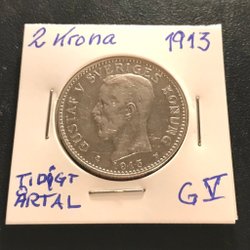 2 Krona 1913
GUSTAF V SVERIGES KONUNG
1913
TIDIGT
ÅRTAL
G V